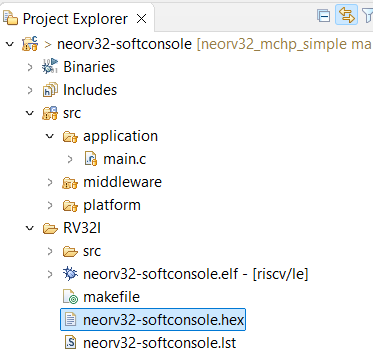 Project Explorer
> neorv32-softconsole [neorv32_mchp_simple ma
Binaries
Includes
src
application
main.c
middleware
platform
RV32I
src
neorv32-softconsole.elf - [riscv/le]
makefile
neorv32-softconsole.hex
neorv32-softconsole.lst